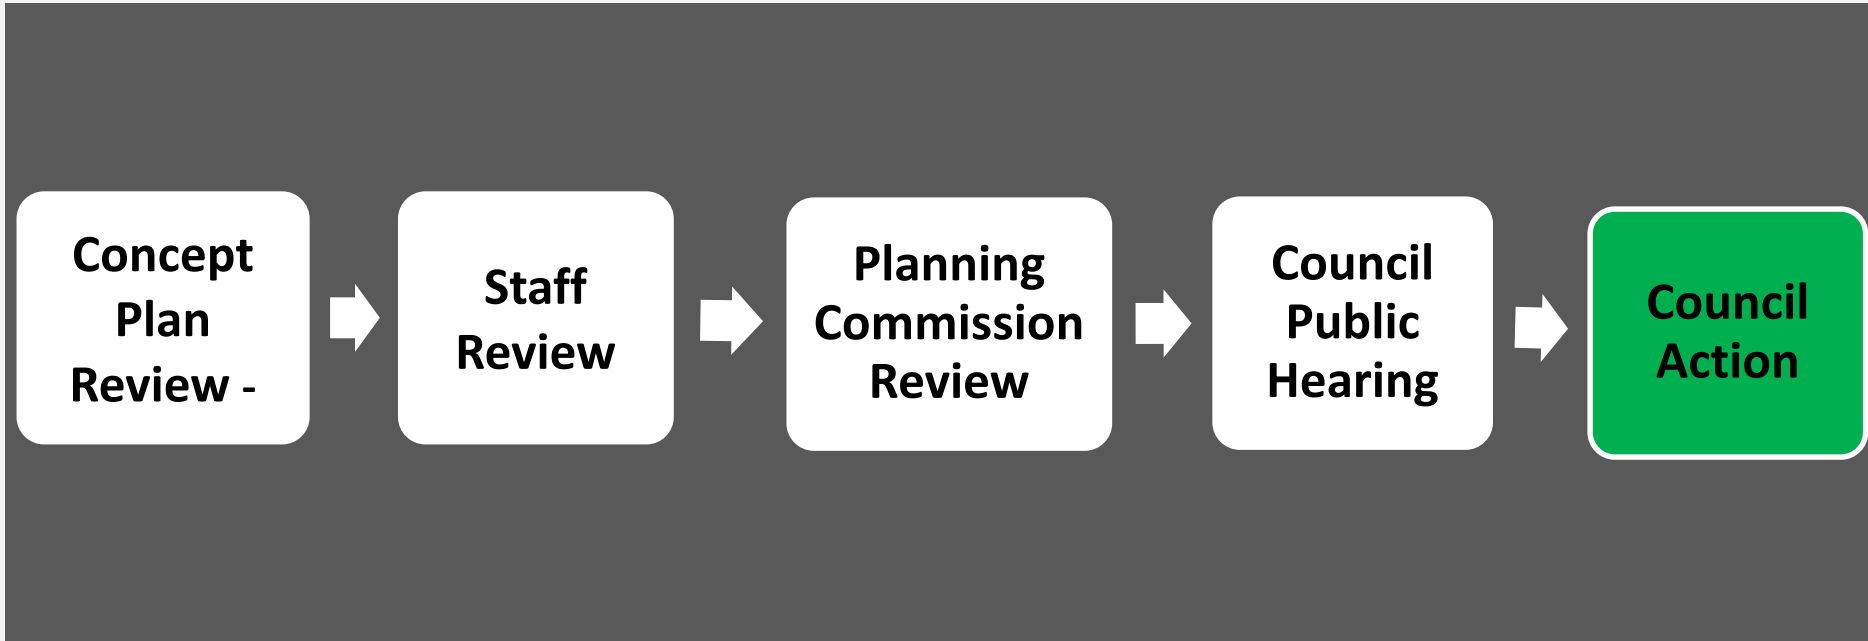 Concept
Plan
Review -
Staff
Review
Planning
Commission
Review
Council
Public
Hearing
Council
Action